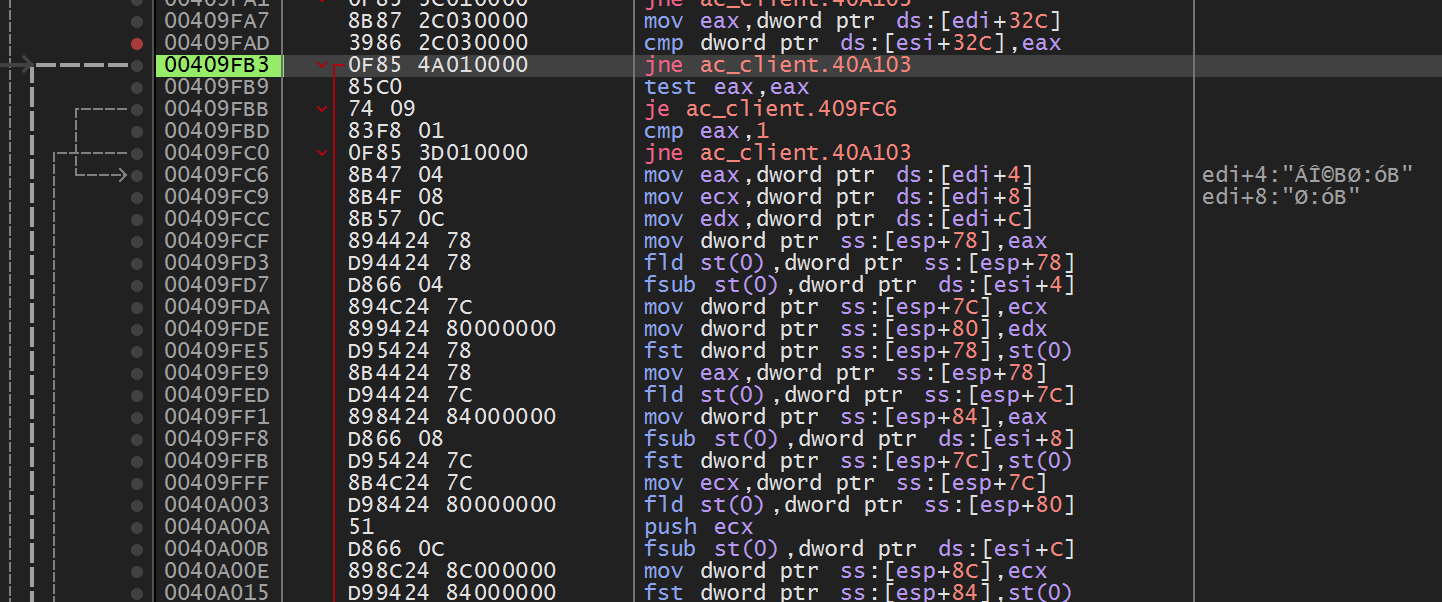 00409FA1 0F85 5C010000 jne ac_client.40A103
00409FA7 8B87 2C030000 mov eax,dword ptr ds:[edi+32C]
00409FAD 3986 2C030000 cmp dword ptr ds:[esi+32C],eax
00409FB3 0F85 4A010000 jne ac_client.40A103
00409FB9 85C0 test eax,eax
00409FBB 74 09 je ac_client.409FC6
00409FBD 83F8 01 cmp eax,1
00409FC0 0F85 3D010000 jne ac_client.40A103
00409FC6 8B47 04 mov eax,dword ptr ds:[edi+4] edi+4:"ÁÎ©BØ:óB"
00409FC9 8B4F 08 mov ecx,dword ptr ds:[edi+8] edi+8:"Ø:óB"
00409FCC 8B57 0C mov edx,dword ptr ds:[edi+C]
00409FCF 894424 78 mov dword ptr ss:[esp+78],eax
00409FD3 D94424 78 fld st(0),dword ptr ss:[esp+78]
00409FD7 D866 04 fsub st(0),dword ptr ds:[esi+4]
00409FDA 894C24 7C mov dword ptr ss:[esp+7C],ecx
00409FDE 899424 80000000 mov dword ptr ss:[esp+80],edx
00409FE5 D95424 78 fst dword ptr ss:[esp+78],st(0)
00409FE9 8B4424 78 mov eax,dword ptr ss:[esp+78]
00409FED D94424 7C fld st(0),dword ptr ss:[esp+7C]
00409FF1 898424 84000000 mov dword ptr ss:[esp+84],eax
00409FF8 D866 08 fsub st(0),dword ptr ds:[esi+8]
00409FFB D95424 7C fst dword ptr ss:[esp+7C],st(0)
00409FFF 8B4C24 7C mov ecx,dword ptr ss:[esp+7C]
0040A003 D98424 80000000 fld st(0),dword ptr ss:[esp+80]
0040A00A 51 push ecx
0040A00B D866 0C fsub st(0),dword ptr ds:[esi+C]
0040A00E 898C24 8C000000 mov dword ptr ss:[esp+8C],ecx
0040A015 D99424 84000000 fst dword ptr ss:[esp+84],st(0)